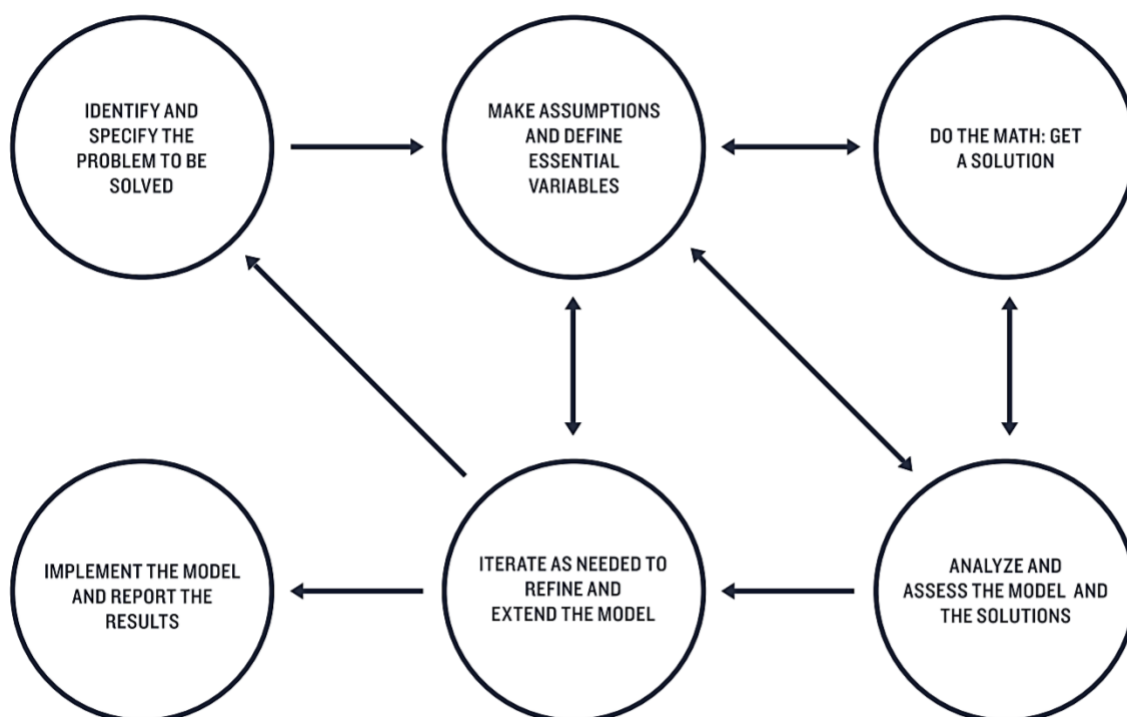 IDENTIFY AND
SPECIFY THE
PROBLEM TO BE
SOLVED
MAKE ASSUMPTIONS
AND DEFINE
ESSENTIAL
VARIABLES
DO THE MATH: GET
A SOLUTION
IMPLEMENT THE MODEL
AND REPORT THE
RESULTS
ITERATE AS NEEDED TO
REFINE AND
EXTEND THE MODEL
ANALYZE AND
ASSESS THE MODEL AND
THE SOLUTIONS